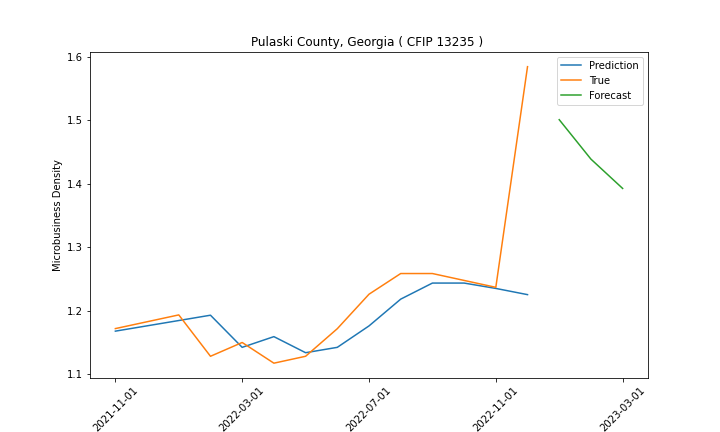 Pulaski County, Georgia ( CFIP 13235 )
Prediction
True
Forecast
Microbusiness Density
1.6
1.5
1.4
1.3
1.2
1.1
2021-11-01
2022-03-01
2022-07-01
2022-11-01
2023-03-01